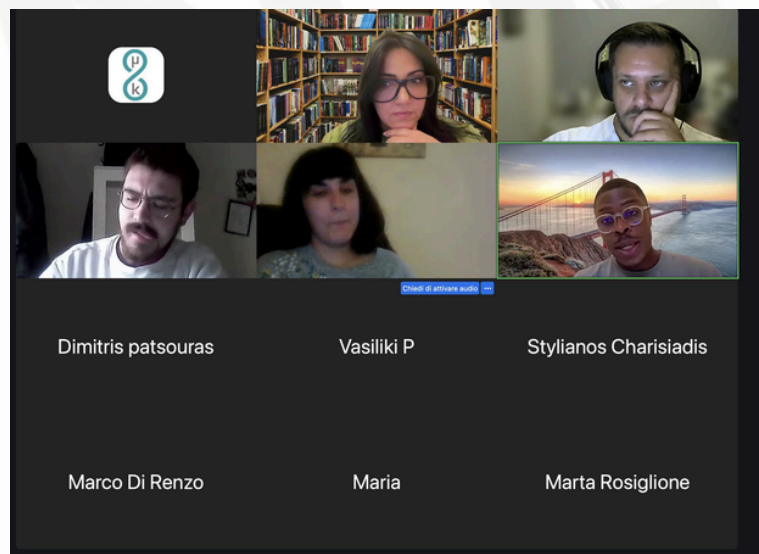 μ
k
Chiedi di attivare audio ...
Dimitris patsouras
Vasiliki P
Stylianos Charisiadis
Marco Di Renzo
Maria
Marta Rosiglione